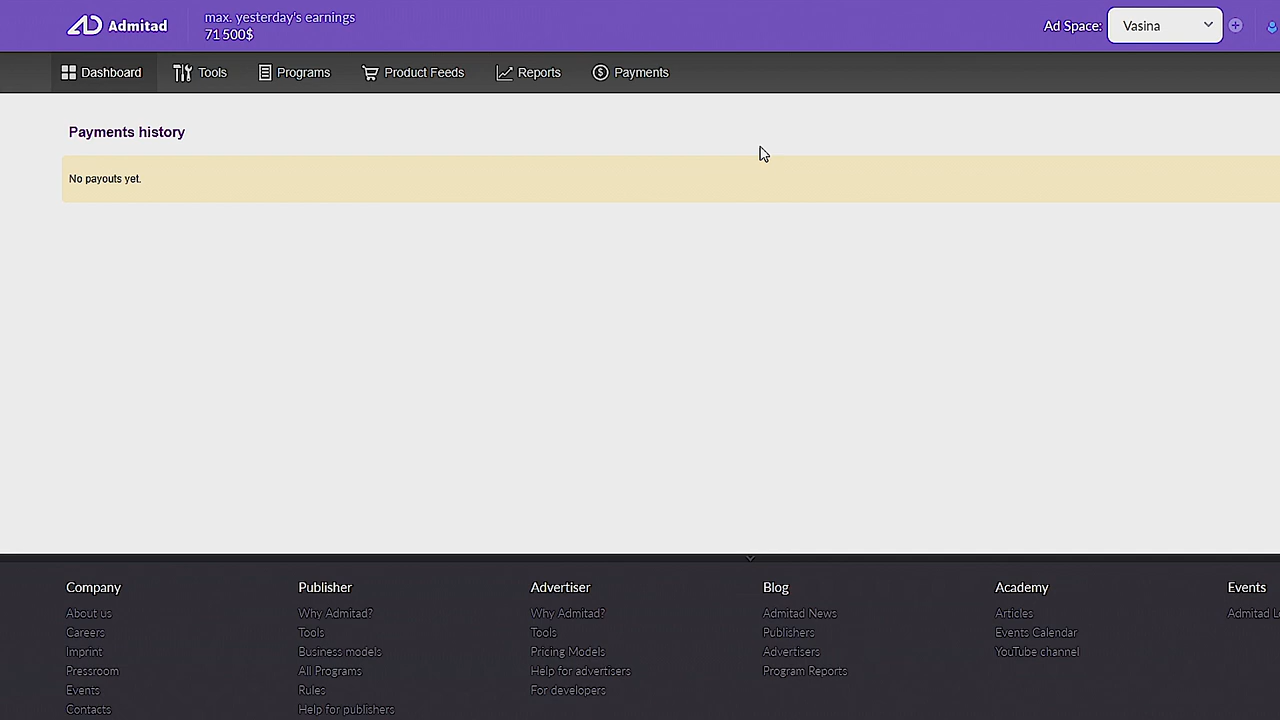 Admitad
max. yesterday's earnings
71 500$
Ad Space:
Vasina
Dashboard
Tools
Programs
Product Feeds
Reports
Payments
Payments history
No payouts yet.
Company
About us
Careers
Imprint
Pressroom
Events
Contacts
Publisher
Why Admitad?
Tools
Business models
All Programs
Rules
Help for publishers
Advertiser
Why Admitad?
Tools
Pricing Models
Help for advertisers
For developers
Blog
Admitad News
Publishers
Advertisers
Program Reports
Academy
Articles
Events Calendar
YouTube channel
Events
Admitad